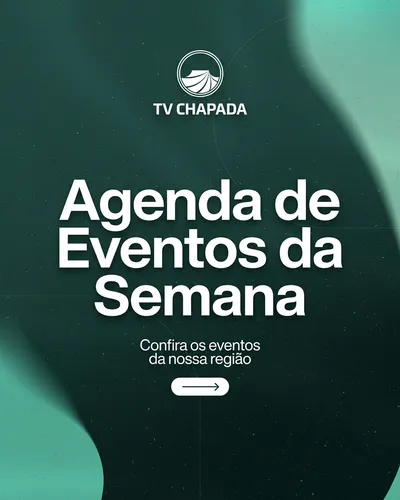 TV CHAPADA
Agenda de
Eventos da
Semana
Confira os eventos
da nossa região